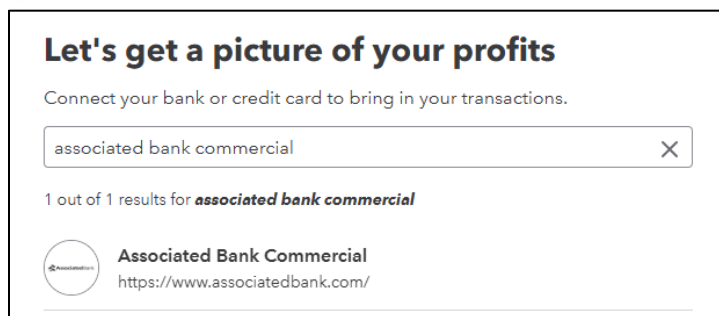 Let's get a picture of your profits
Connect your bank or credit card to bring in your transactions.
associated bank commercial
1 out of 1 results for associated bank commercial
AssociatedBank
Associated Bank Commercial
https://www.associatedbank.com/